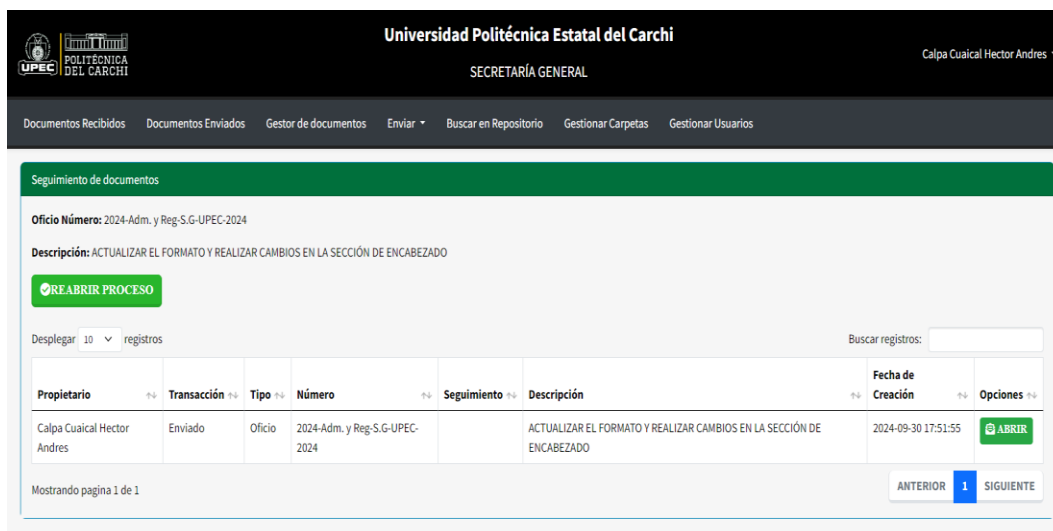 Universidad Politécnica Estatal del Carchi
UPEC
POLITÉCNICA
DEL CARCHI
SECRETARÍA GENERAL
Calpa Cuaical Hector Andres
Documentos Recibidos Documentos Enviados Gestor de documentos Enviar Buscar en Repositorio Gestionar Carpetas Gestionar Usuarios
Seguimiento de documentos
Oficio Número: 2024-Adm. y Reg-S.G-UPEC-2024
Descripción: ACTUALIZAR EL FORMATO Y REALIZAR CAMBIOS EN LA SECCIÓN DE ENCABEZADO
REABRIR PROCESO
Desplegar 10 registros Buscar registros:
Propietario Transacción Tipo Número Seguimiento Descripción Fecha de Creación Opciones
Calpa Cuaical Hector Enviado Oficio 2024-Adm. y Reg-S.G-UPEC- ACTUALIZAR EL FORMATO Y REALIZAR CAMBIOS EN LA SECCIÓN DE 2024-09-30 17:51:55 ABRIR
Andres 2024 ENCABEZADO
Mostrando pagina 1 de 1 ANTERIOR 1 SIGUIENTE